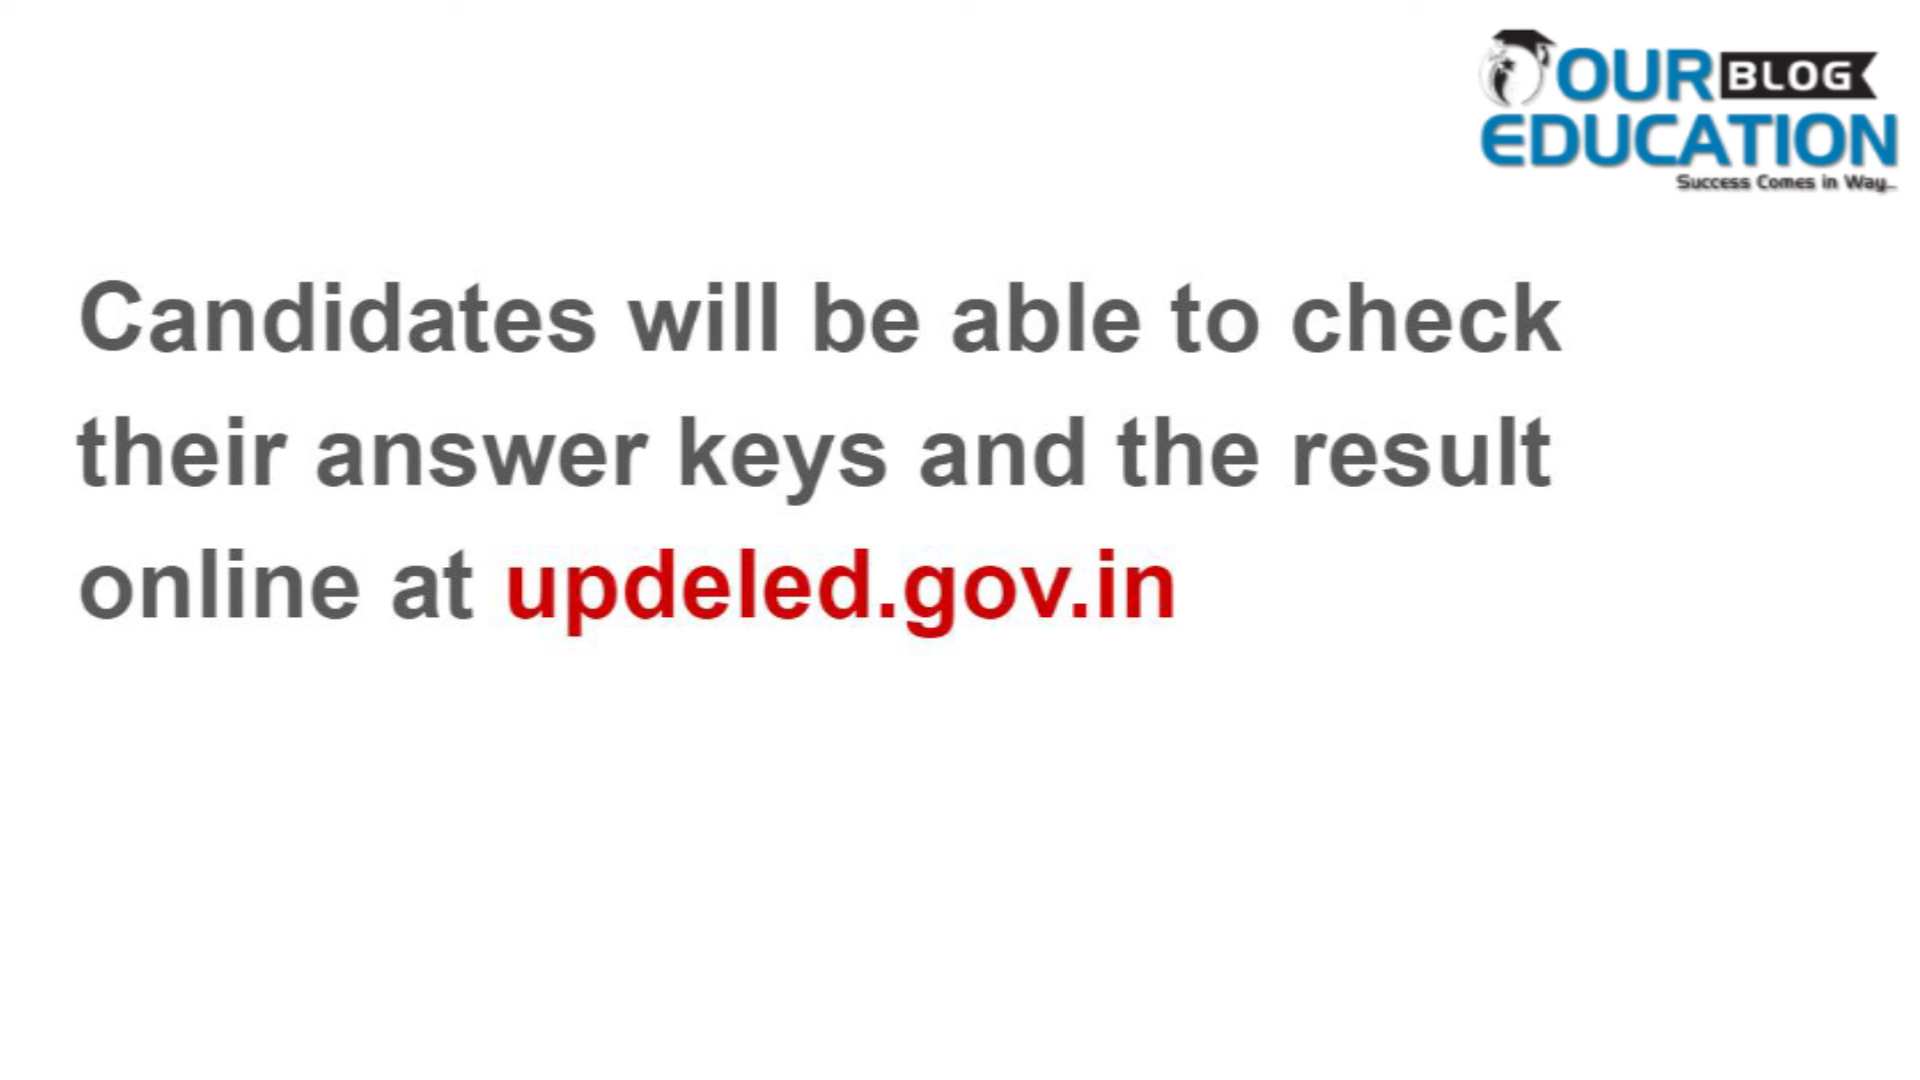 OUR BLOG
EDUCATION
Success Comes in Way..
Candidates will be able to check
their answer keys and the result
online at updeled.gov.in